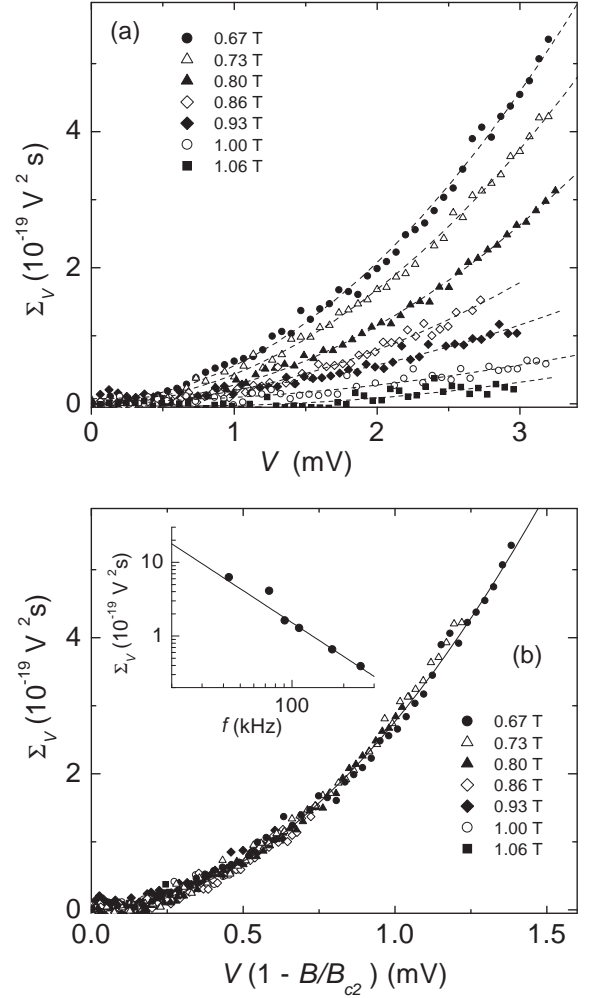 (a)
0.67 T
0.73 T
0.80 T
0.86 T
0.93 T
1.00 T
1.06 T
Σ_V (10^-19 V^2 s)
4
2
0
0 1 2 3
V (mV)
Σ_V (10^-19 V^2 s)
10
1
100
f (kHz)
Σ_V (10^-19 V^2 s)
(b)
0.67 T
0.73 T
0.80 T
0.86 T
0.93 T
1.00 T
1.06 T
4
2
0
0.0 0.5 1.0 1.5
V (1 - B/B_c2) (mV)